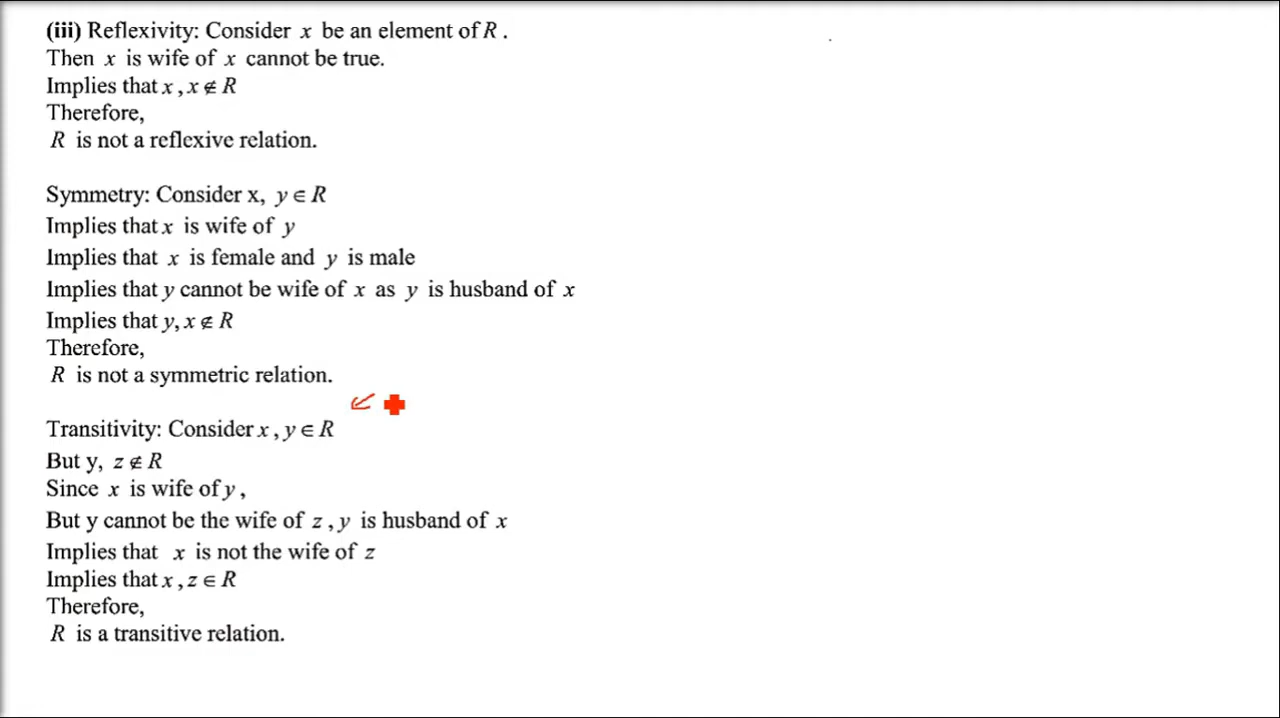 (iii) Reflexivity: Consider x be an element of R.
Then x is wife of x cannot be true.
Implies that x, x ∉ R
Therefore,
R is not a reflexive relation.
Symmetry: Consider x, y ∈ R
Implies that x is wife of y
Implies that x is female and y is male
Implies that y cannot be wife of x as y is husband of x
Implies that y, x ∉ R
Therefore,
R is not a symmetric relation.
Transitivity: Consider x, y ∈ R
But y, z ∉ R
Since x is wife of y,
But y cannot be the wife of z, y is husband of x
Implies that x is not the wife of z
Implies that x, z ∈ R
Therefore,
R is a transitive relation.